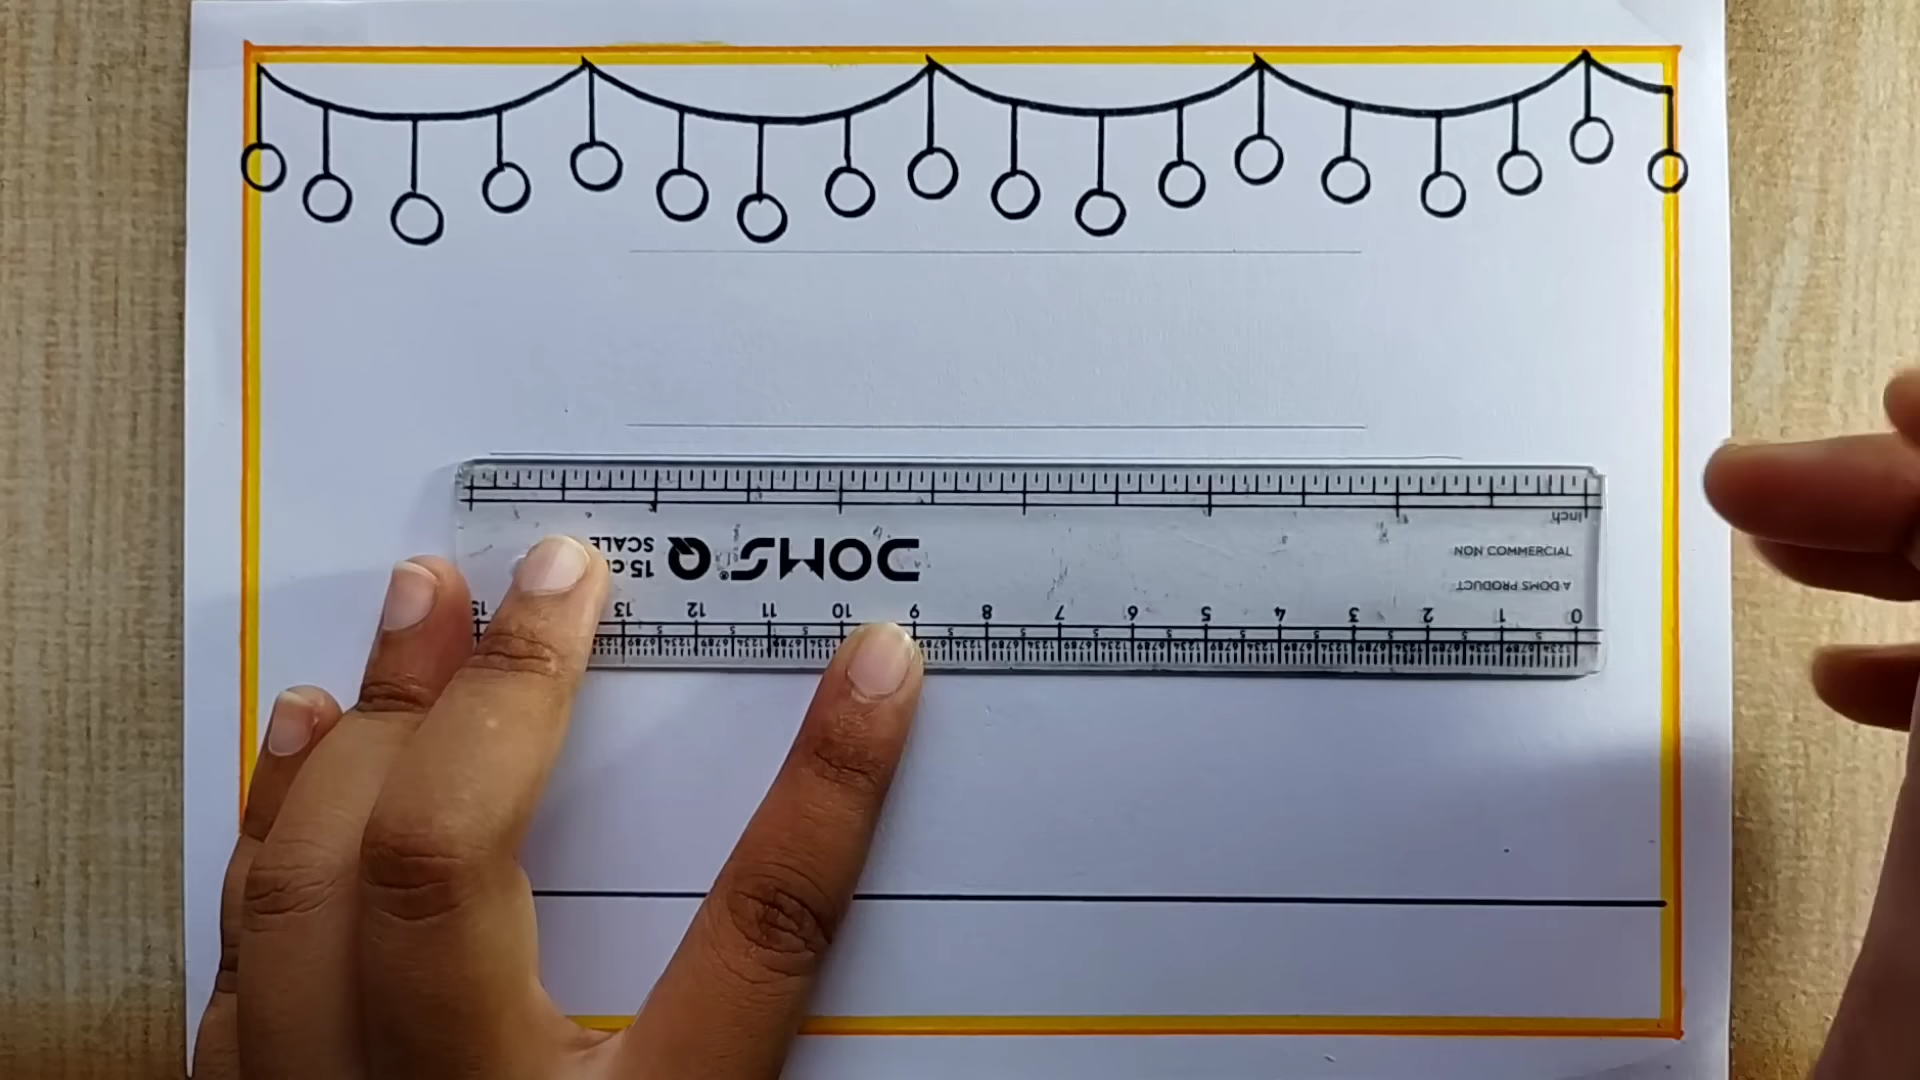 inch
DOMS Q
15 cm
SCALE
NON COMMERCIAL
A DOMS PRODUCT
0 1 2 3 4 5 6 7 8 9 10 11 12 13 15